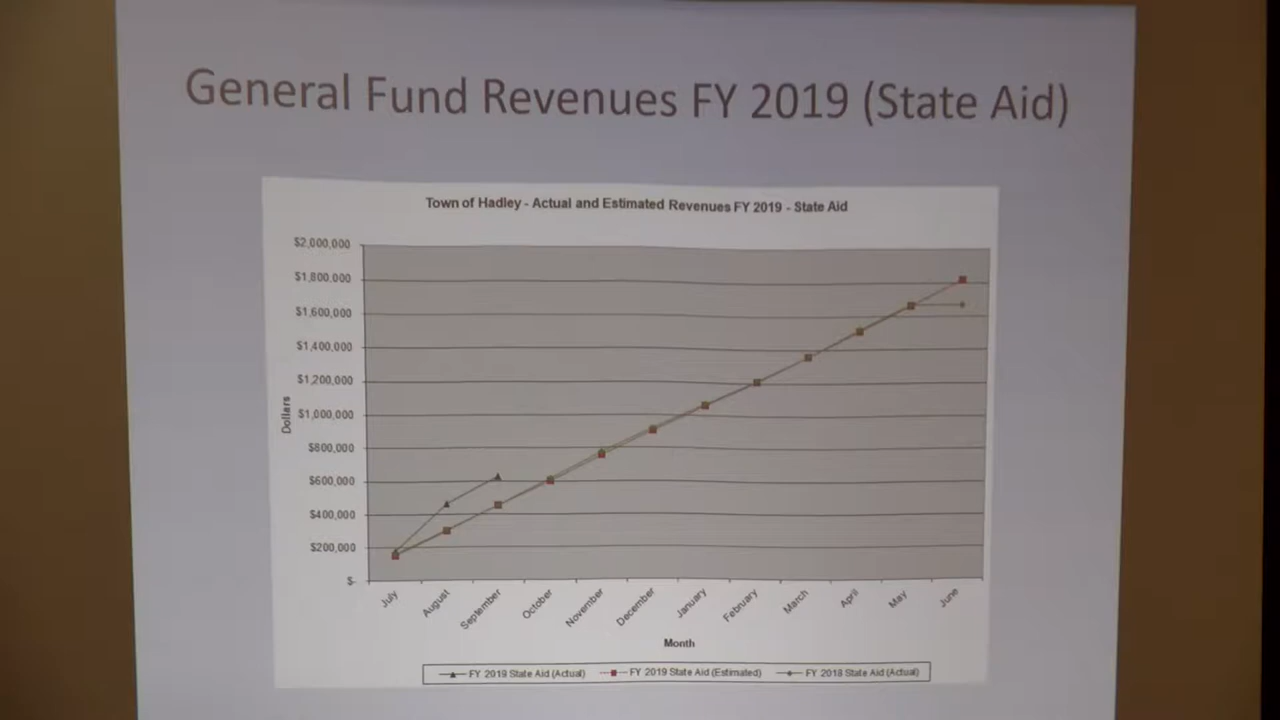 General Fund Revenues FY 2019 (State Aid)
Town of Hadley - Actual and Estimated Revenues FY 2019 - State Aid
$2,000,000
$1,800,000
$1,600,000
$1,400,000
$1,200,000
$1,000,000
$800,000
$600,000
$400,000
$200,000
$-
Dollars
July
August
September
October
November
December
January
February
March
April
May
June
Month
FY 2019 State Aid (Actual) FY 2019 State Aid (Estimated) FY 2018 State Aid (Actual)